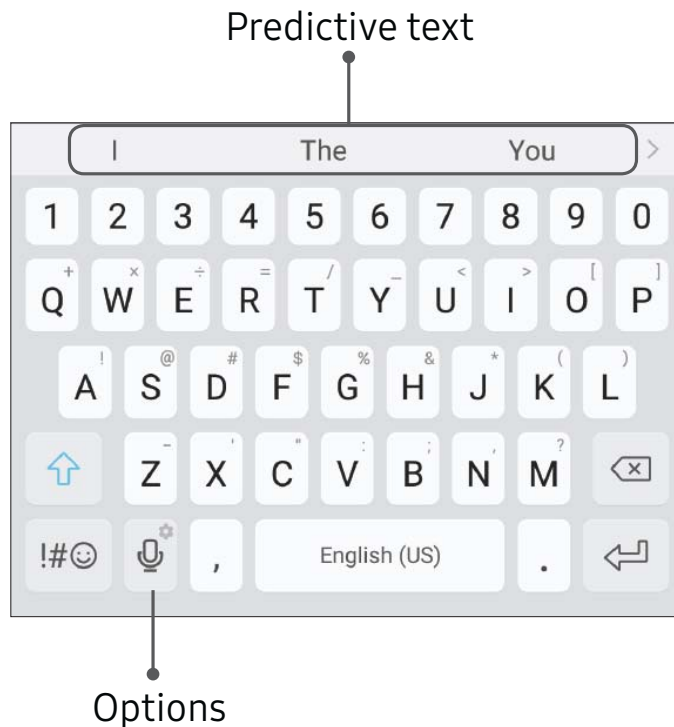 Predictive text
I The You >
1 2 3 4 5 6 7 8 9 0
+ × ÷ = / _ < > [ ]
Q W E R T Y U I O P
! @ # $ % & * ( )
A S D F G H J K L
- ' " : ; , ?
Z X C V B N M
!#☺ , English (US) .
Options